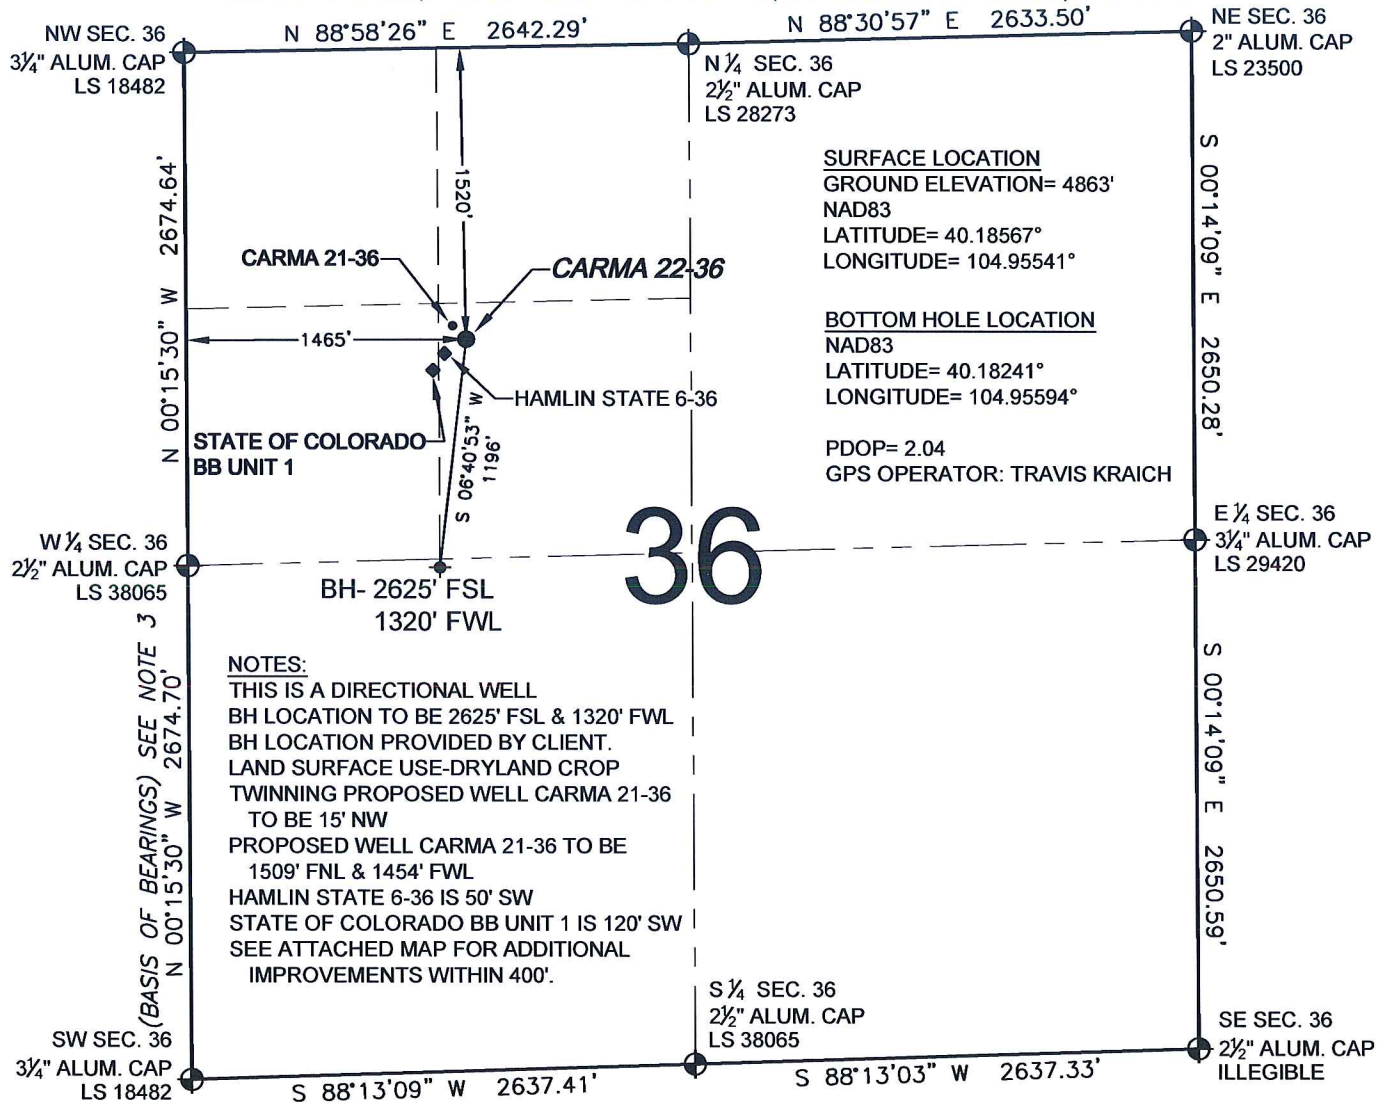 N 88°58'26" E 2642.29'
N 88°30'57" E 2633.50'
NW SEC. 36
3¼" ALUM. CAP
LS 18482
N ¼ SEC. 36
2½" ALUM. CAP
LS 28273
NE SEC. 36
2" ALUM. CAP
LS 23500
N 00°15'30" W 2674.64'
1520'
SURFACE LOCATION
GROUND ELEVATION= 4863'
NAD83
LATITUDE= 40.18567°
LONGITUDE= 104.95541°
S 00°14'09" E 2650.28'
CARMA 21-36
CARMA 22-36
1465'
BOTTOM HOLE LOCATION
NAD83
LATITUDE= 40.18241°
LONGITUDE= 104.95594°
HAMLIN STATE 6-36
STATE OF COLORADO
BB UNIT 1
S 06°40'53" W
1196'
PDOP= 2.04
GPS OPERATOR: TRAVIS KRAICH
W ¼ SEC. 36
2½" ALUM. CAP
LS 38065
36
E ¼ SEC. 36
3¼" ALUM. CAP
LS 29420
BH- 2625' FSL
1320' FWL
(BASIS OF BEARINGS) SEE NOTE 3
N 00°15'30" W 2674.70'
NOTES:
THIS IS A DIRECTIONAL WELL
BH LOCATION TO BE 2625' FSL & 1320' FWL
BH LOCATION PROVIDED BY CLIENT.
LAND SURFACE USE-DRYLAND CROP
TWINNING PROPOSED WELL CARMA 21-36
TO BE 15' NW
PROPOSED WELL CARMA 21-36 TO BE
1509' FNL & 1454' FWL
HAMLIN STATE 6-36 IS 50' SW
STATE OF COLORADO BB UNIT 1 IS 120' SW
SEE ATTACHED MAP FOR ADDITIONAL
IMPROVEMENTS WITHIN 400'.
S 00°14'09" E 2650.59'
SW SEC. 36
3¼" ALUM. CAP
LS 18482
S ¼ SEC. 36
2½" ALUM. CAP
LS 38065
SE SEC. 36
2½" ALUM. CAP
ILLEGIBLE
S 88°13'09" W 2637.41'
S 88°13'03" W 2637.33'